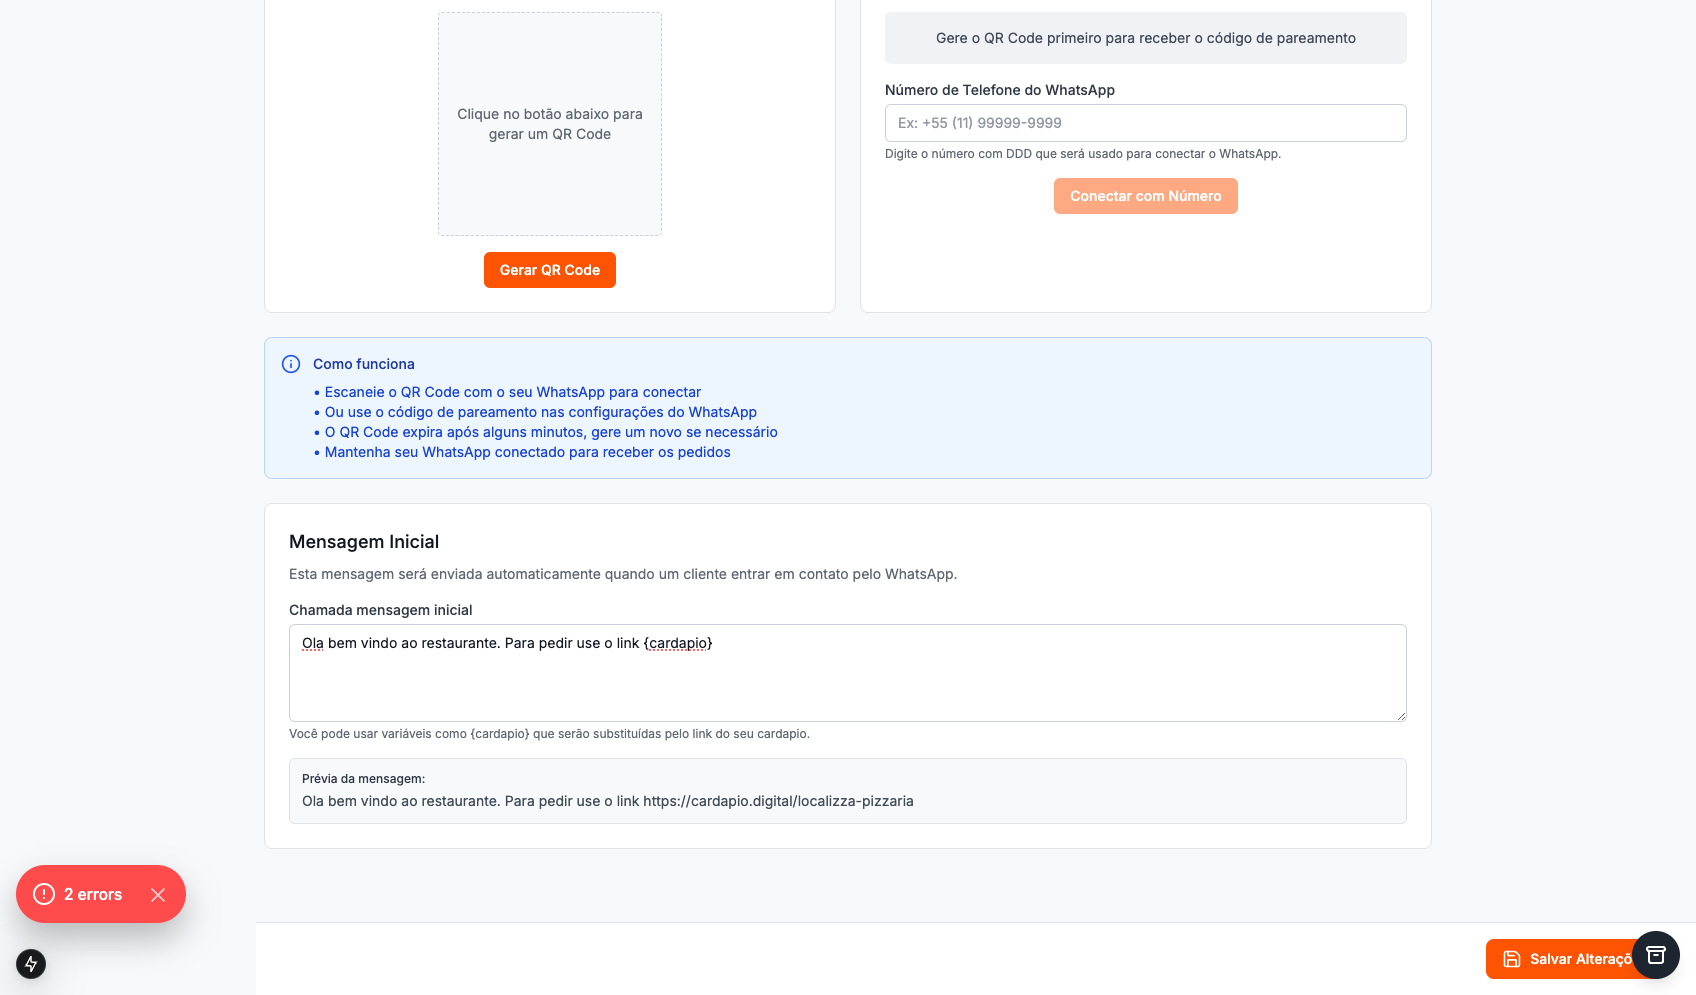 Clique no botão abaixo para
gerar um QR Code
Gerar QR Code
Gere o QR Code primeiro para receber o código de pareamento
Número de Telefone do WhatsApp
Ex: +55 (11) 99999-9999
Digite o número com DDD que será usado para conectar o WhatsApp.
Conectar com Número
Como funciona
• Escaneie o QR Code com o seu WhatsApp para conectar
• Ou use o código de pareamento nas configurações do WhatsApp
• O QR Code expira após alguns minutos, gere um novo se necessário
• Mantenha seu WhatsApp conectado para receber os pedidos
Mensagem Inicial
Esta mensagem será enviada automaticamente quando um cliente entrar em contato pelo WhatsApp.
Chamada mensagem inicial
Ola bem vindo ao restaurante. Para pedir use o link {cardapio}
Você pode usar variáveis como {cardapio} que serão substituídas pelo link do seu cardapio.
Prévia da mensagem:
Ola bem vindo ao restaurante. Para pedir use o link https://cardapio.digital/localizza-pizzaria
2 errors
Salvar Alteraçõ